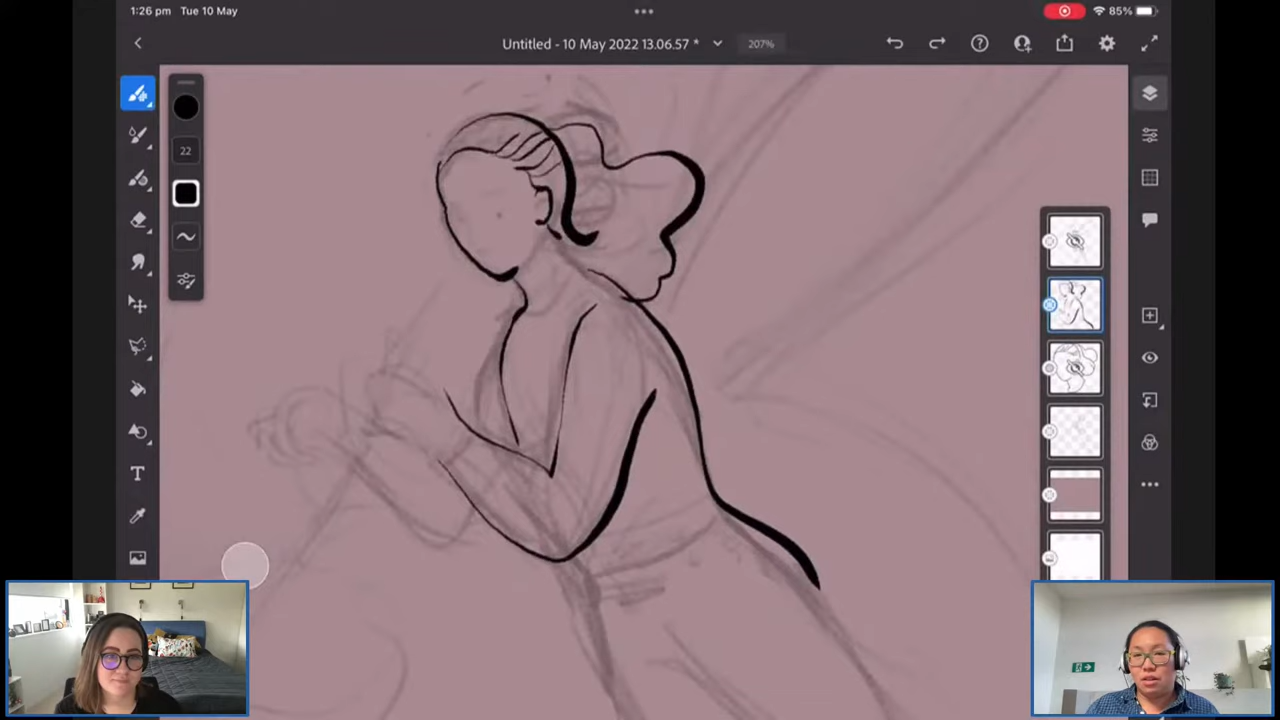 1:26 pm Tue 10 May
85%
Untitled - 10 May 2022 13.06.57 *
207%
22
T